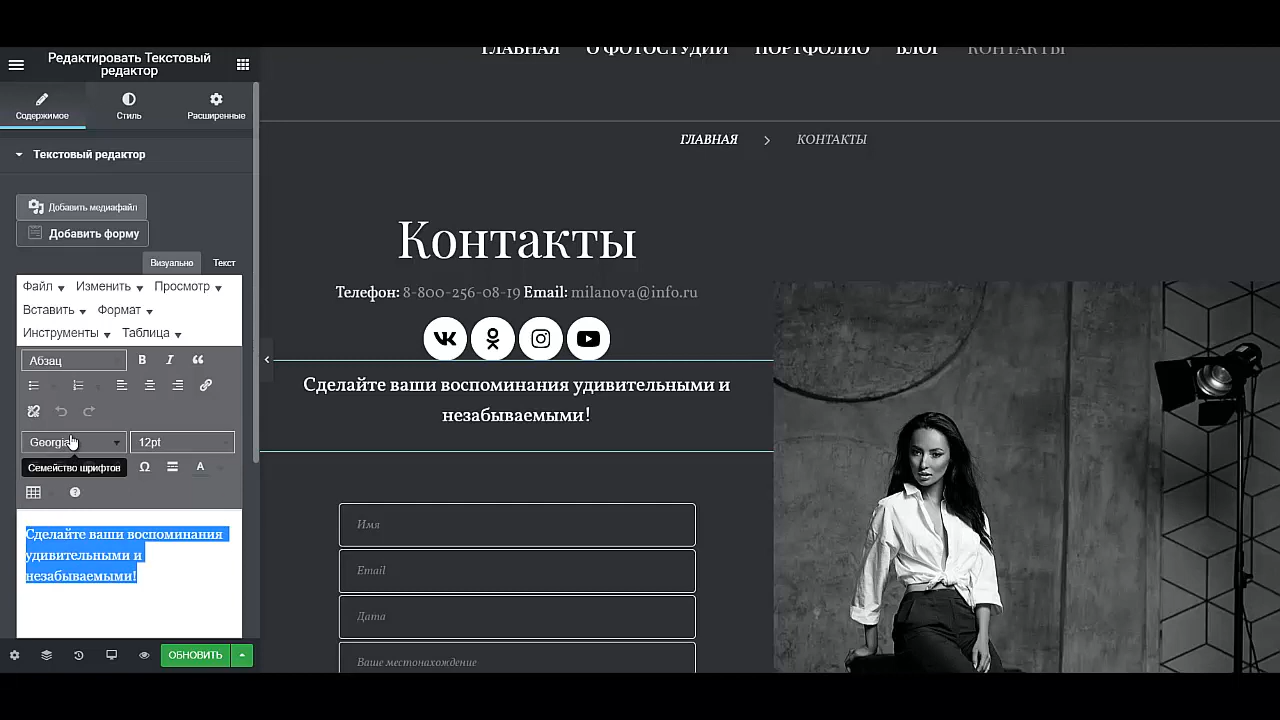 Редактировать Текстовый
редактор
Содержимое
Стиль
Расширенные
Текстовый редактор
Добавить медиафайл
Добавить форму
Визуально
Текст
Файл
Изменить
Просмотр
Вставить
Формат
Инструменты
Таблица
Абзац
Georgia
12pt
Семейство шрифтов
Сделайте ваши воспоминания
удивительными и
незабываемыми!
ОБНОВИТЬ
ГЛАВНАЯ
О ФОТОСТУДИИ
ПОРТФОЛИО
БЛОГ
КОНТАКТЫ
ГЛАВНАЯ
КОНТАКТЫ
Контакты
Телефон: 8-800-256-08-19 Email: milanova@info.ru
Сделайте ваши воспоминания удивительными и
незабываемыми!
Имя
Email
Дата
Ваше местонахождение